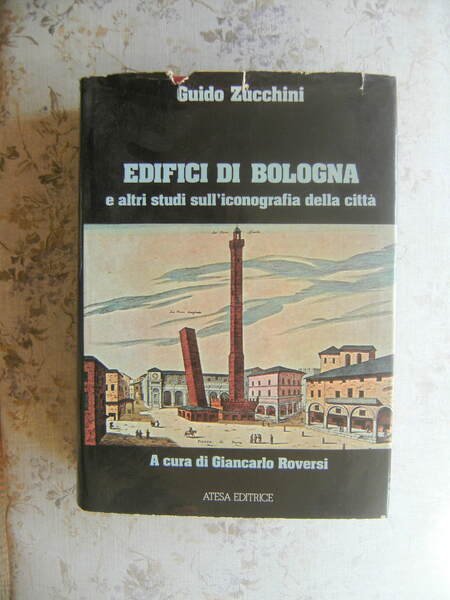 Guido Zucchini
EDIFICI DI BOLOGNA
e altri studi sull'iconografia della città
A cura di Giancarlo Roversi
ATESA EDITRICE